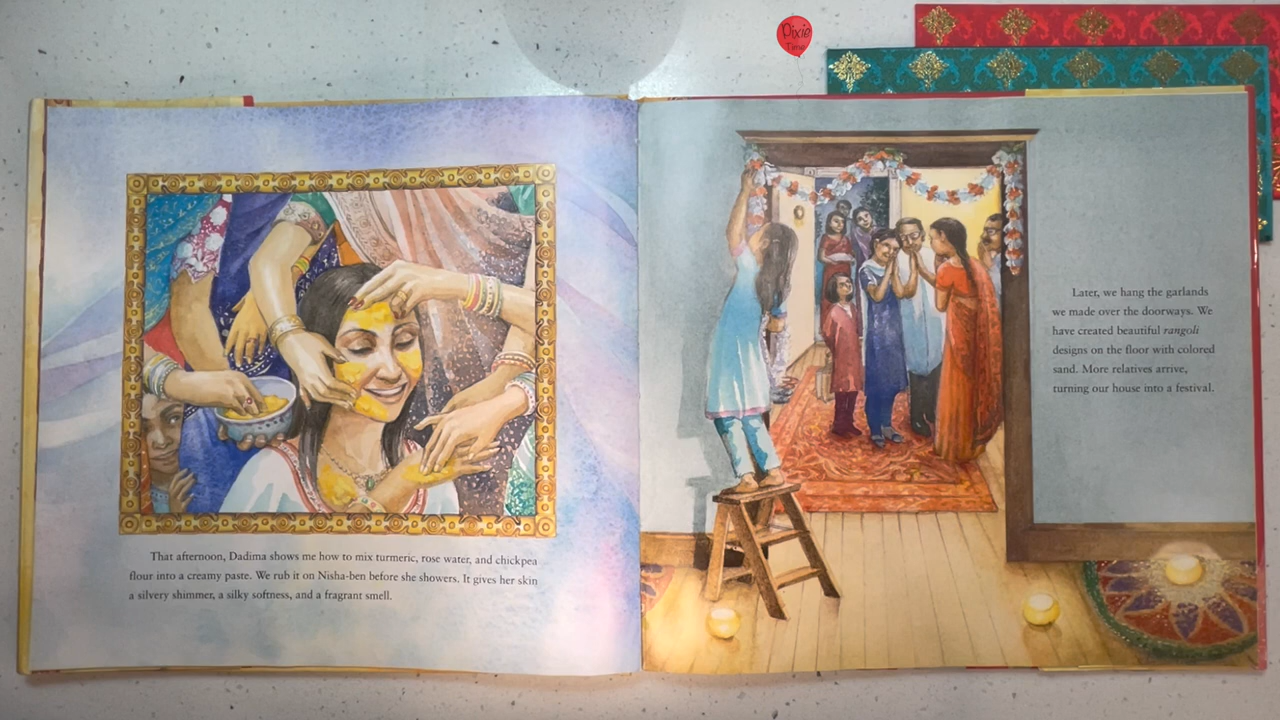 Pixie
Time
That afternoon, Dadima shows me how to mix turmeric, rose water, and chickpea
flour into a creamy paste. We rub it on Nisha-ben before she showers. It gives her skin
a silvery shimmer, a silky softness, and a fragrant smell.
Later, we hang the garlands
we made over the doorways. We
have created beautiful rangoli
designs on the floor with colored
sand. More relatives arrive,
turning our house into a festival.